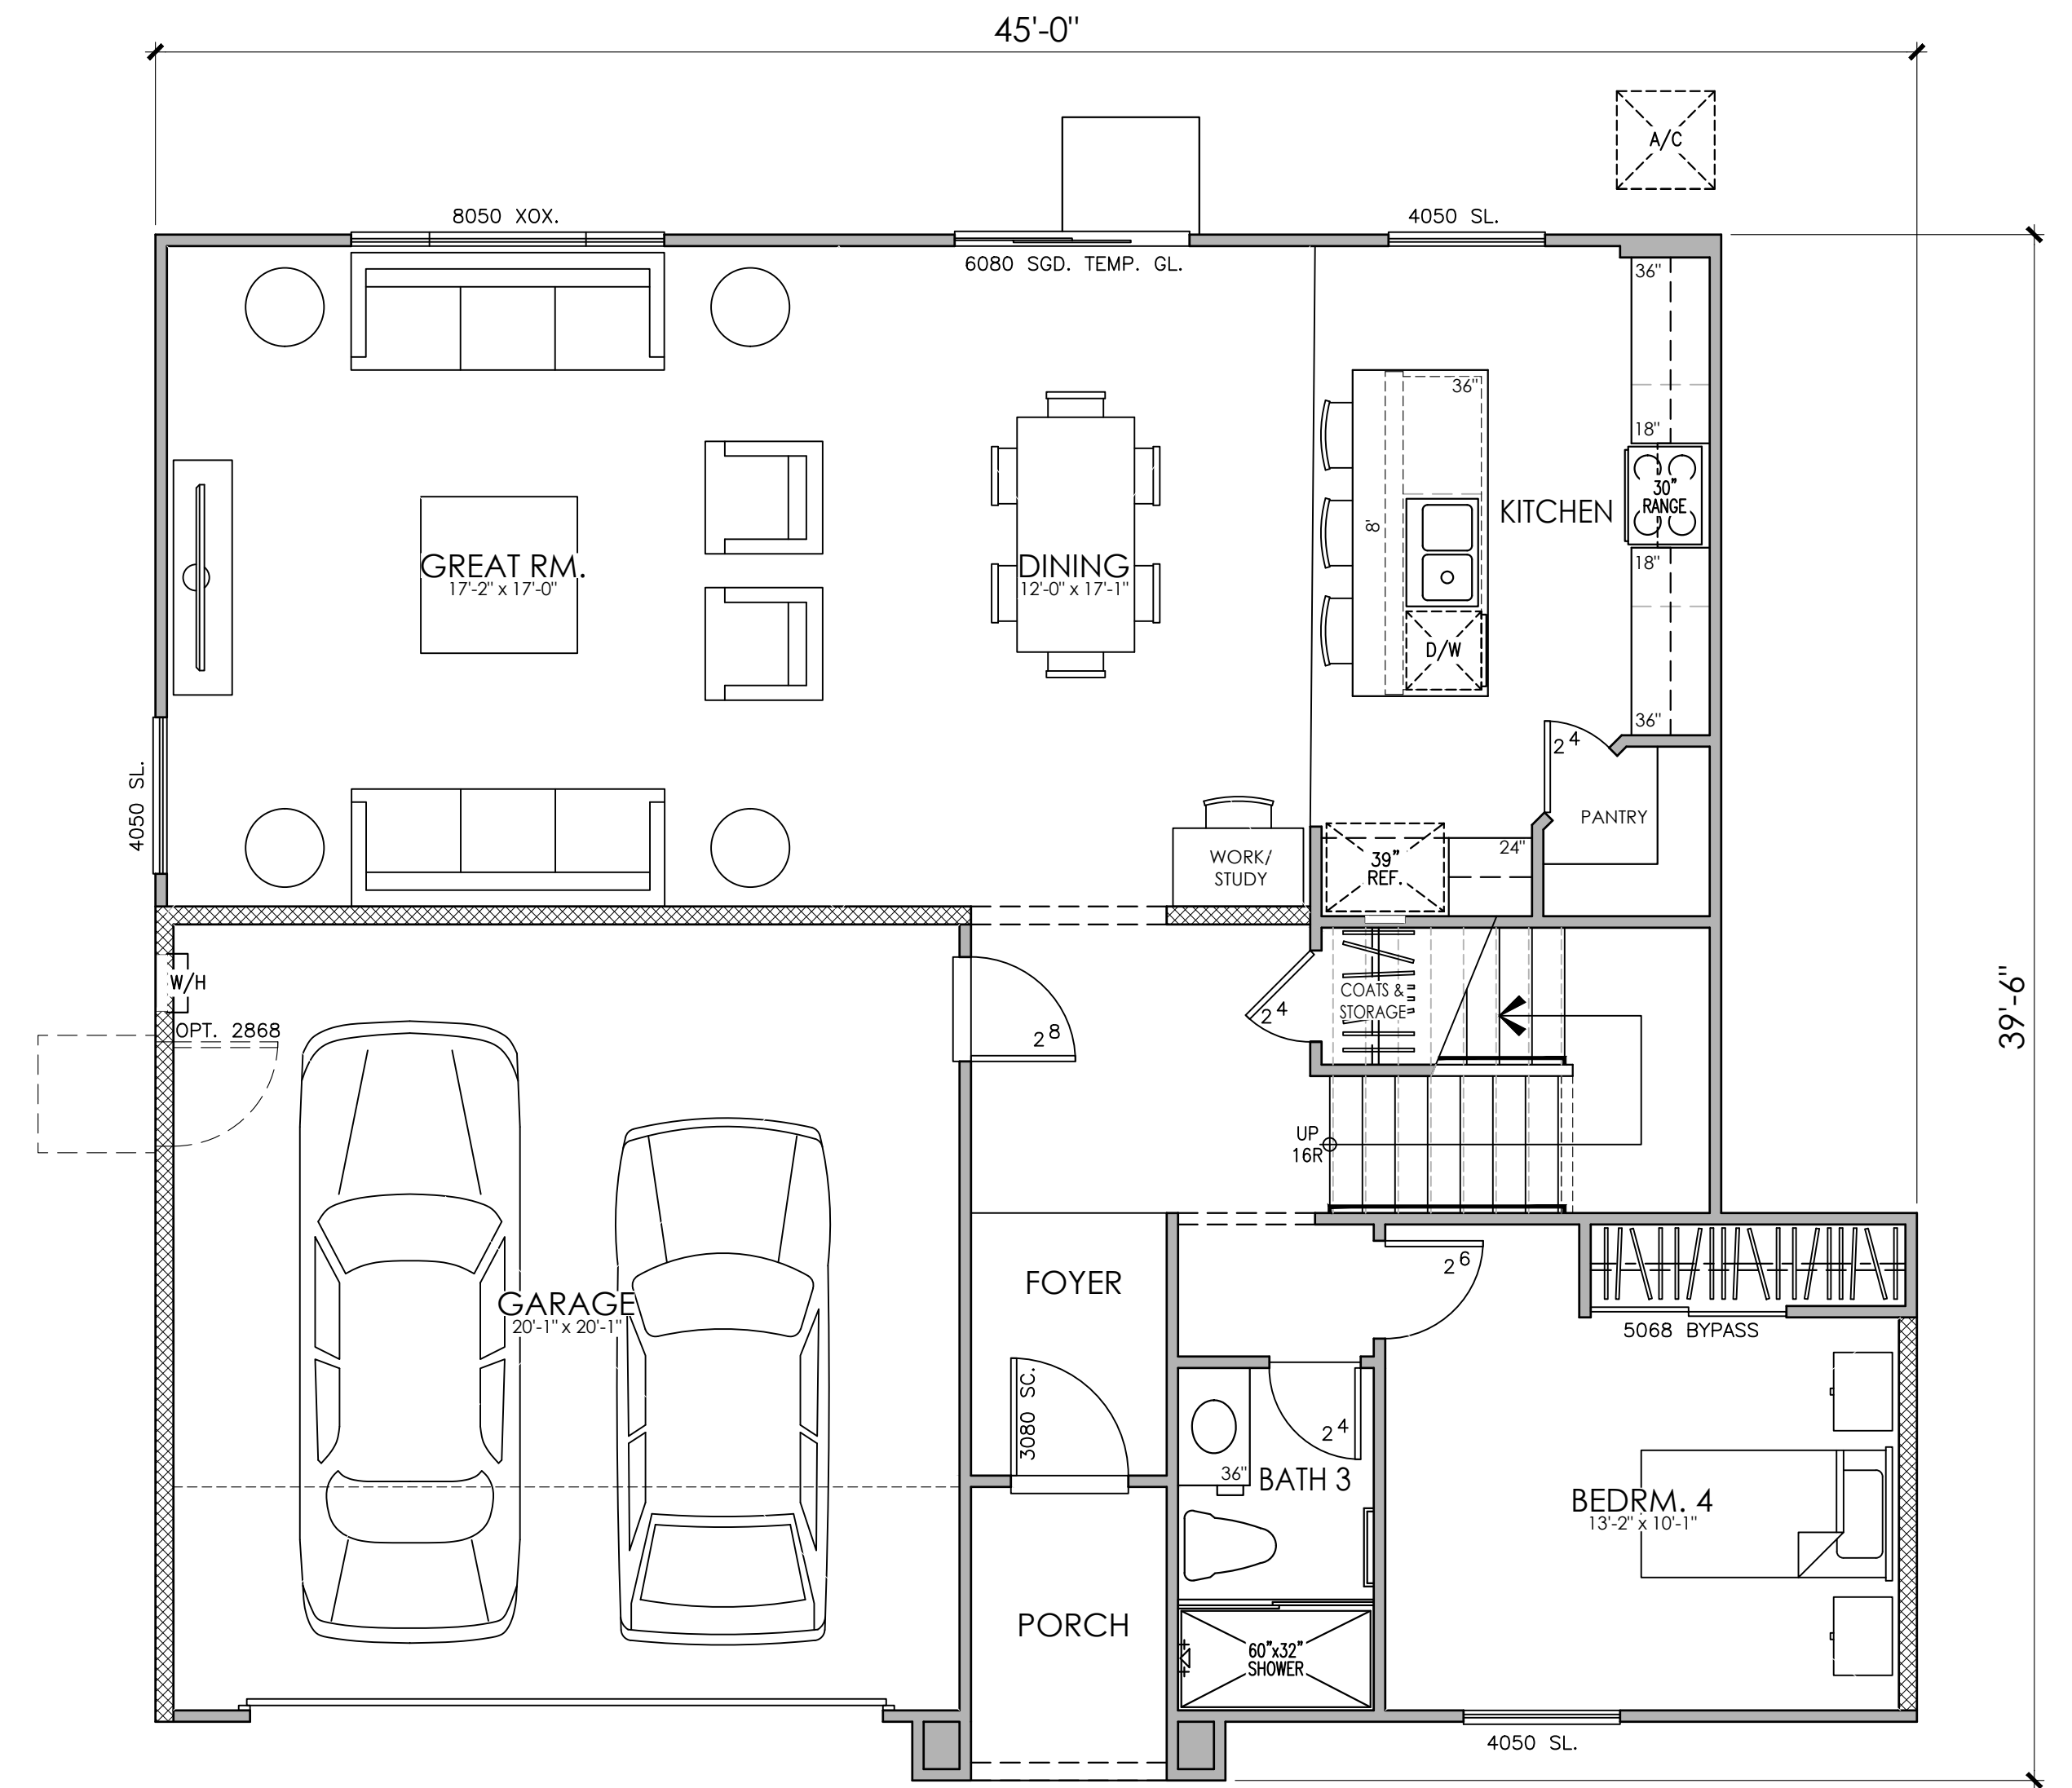 45'-0"
A/C
8050 XOX.
4050 SL.
6080 SGD. TEMP. GL.
36"
36"
18"
30"
RANGE
KITCHEN
8'
GREAT RM.
17'-2" x 17'-0"
DINING
12'-0" x 17'-1"
18"
D/W
36"
2 4
4050 SL.
PANTRY
WORK/
STUDY
39"
REF.
24"
W/H
OPT. 2868
2 8
2 4
COATS &
STORAGE
39'-6"
UP
16R
FOYER
2 6
GARAGE
20'-1" x 20'-1"
5068 BYPASS
3080 SC.
2 4
36"
BATH 3
BEDRM. 4
13'-2" x 10'-1"
PORCH
60"x32"
SHOWER
4050 SL.